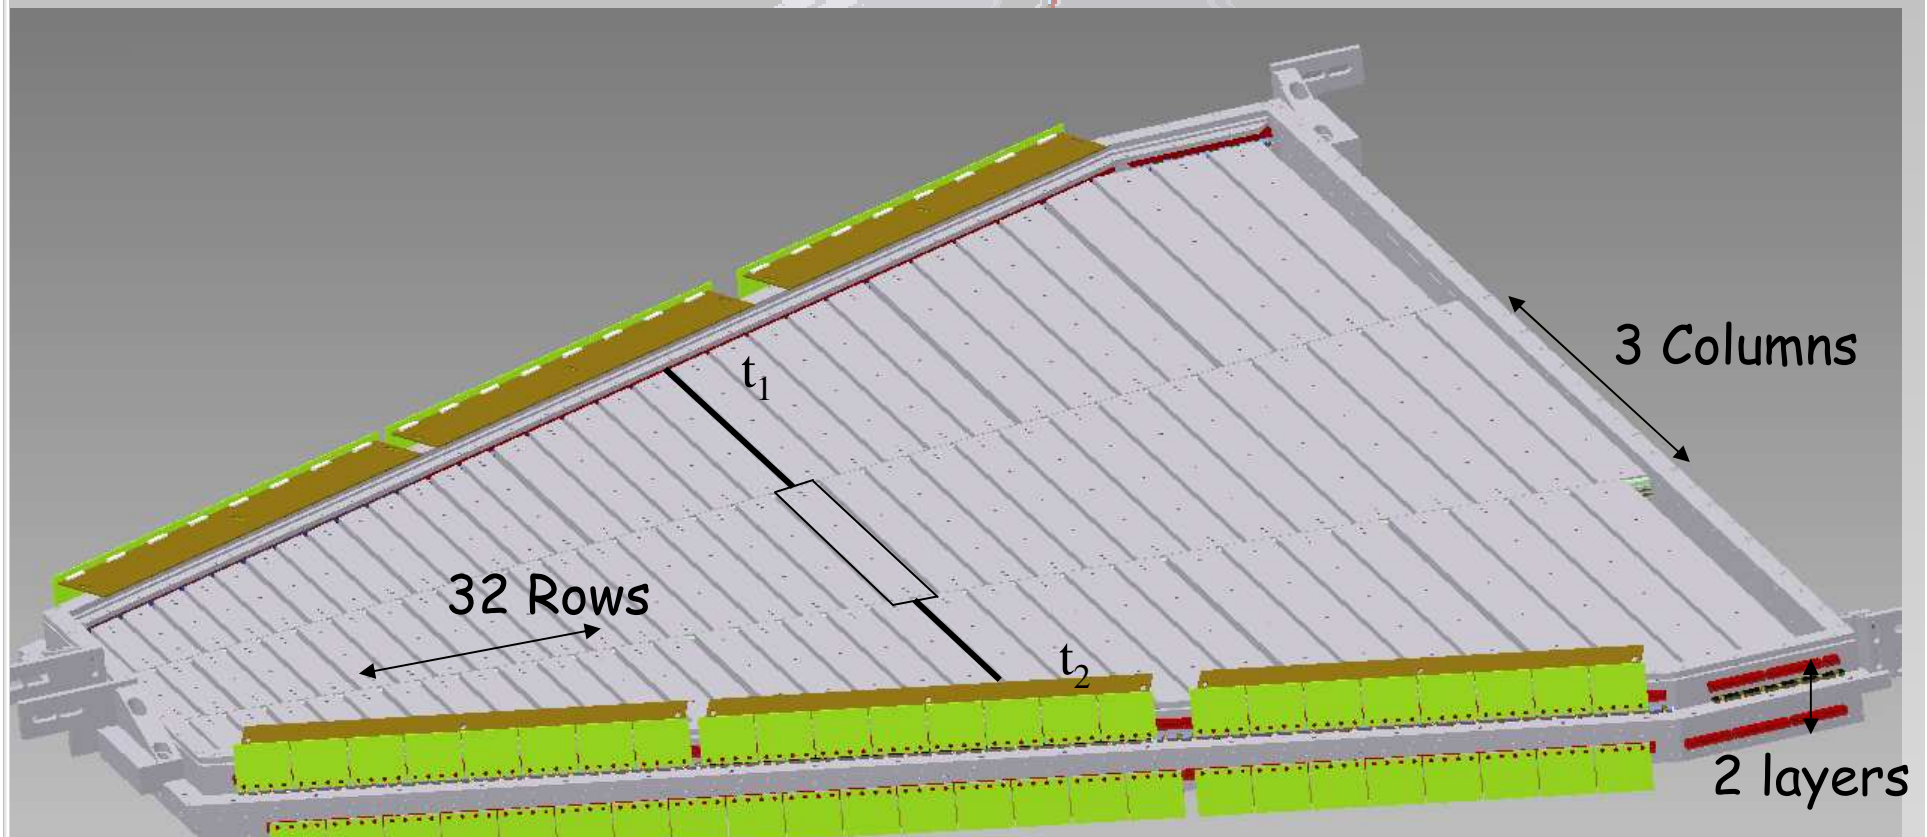 t₁
3 Columns
32 Rows
t₂
2 layers